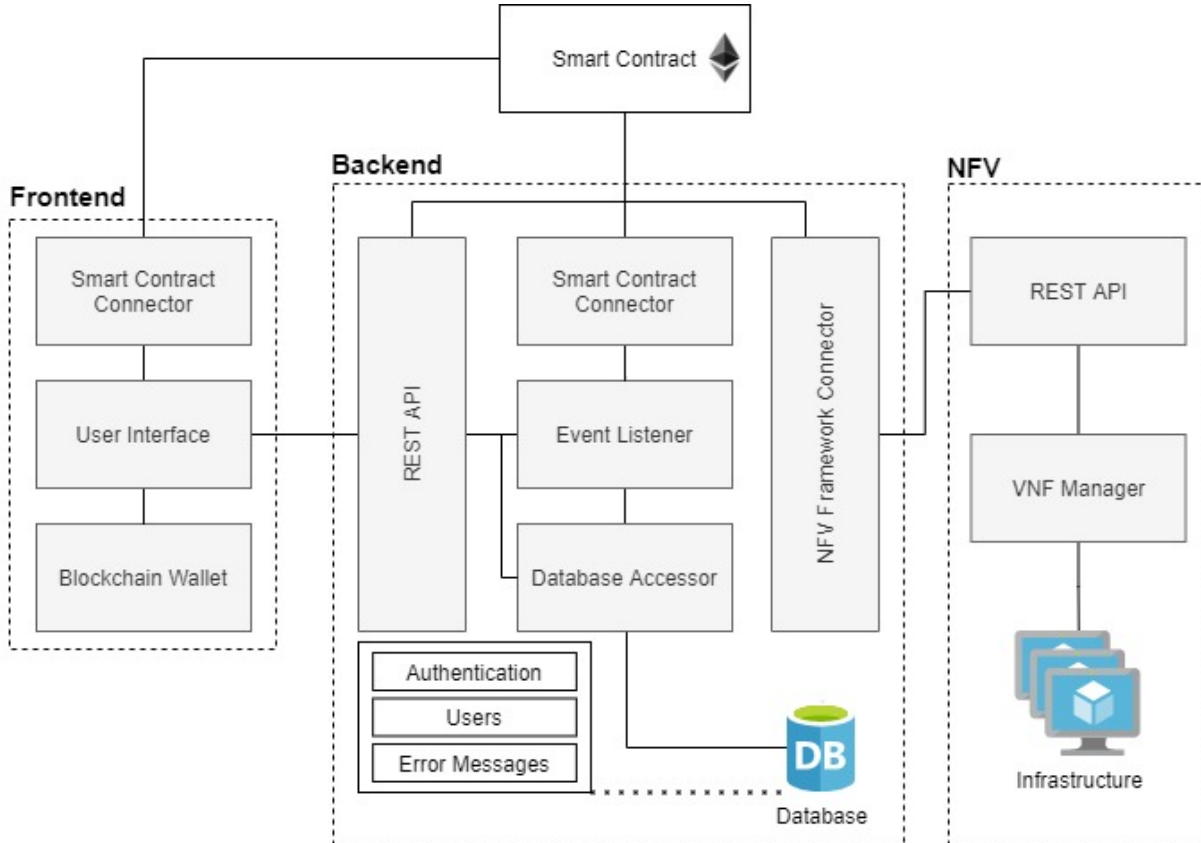 Smart Contract
Frontend
Smart Contract
Connector
User Interface
Blockchain Wallet
Backend
REST API
Smart Contract
Connector
Event Listener
Database Accessor
NFV Framework Connector
Authentication
Users
Error Messages
DB
Database
NFV
REST API
VNF Manager
Infrastructure